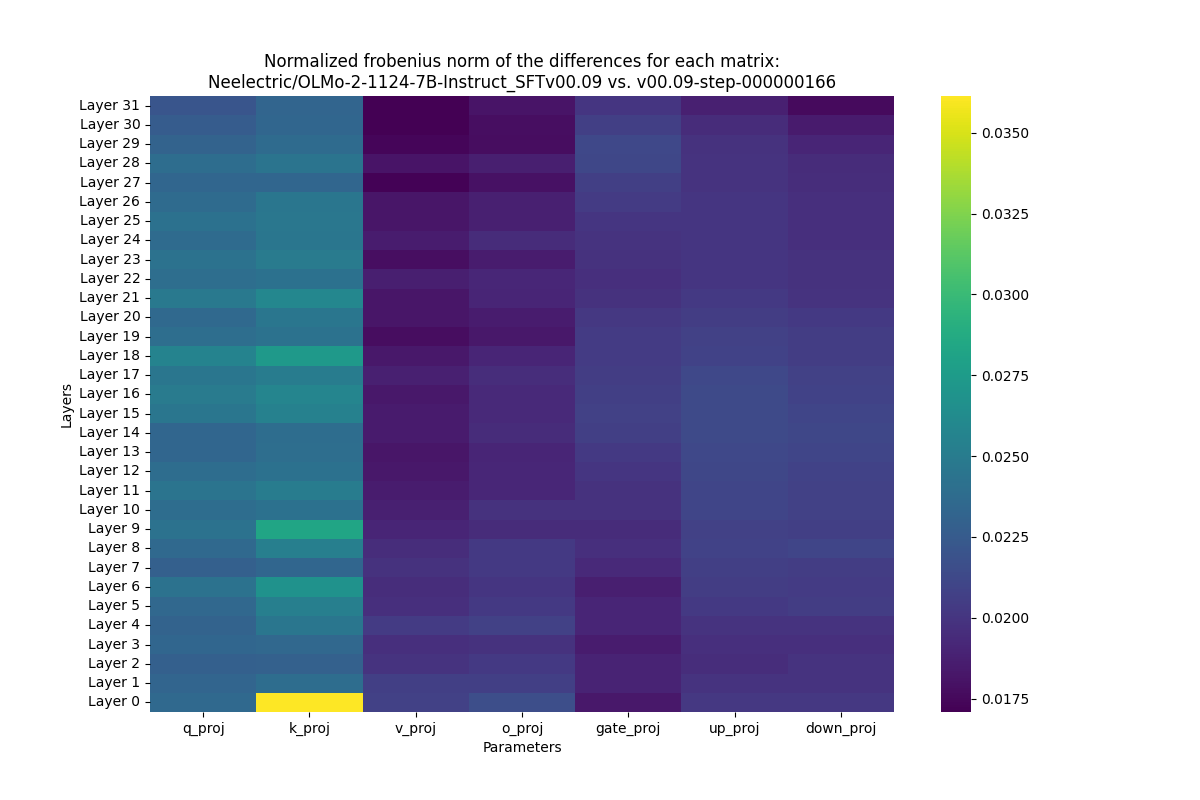 Normalized frobenius norm of the differences for each matrix:
Neelectric/OLMo-2-1124-7B-Instruct_SFTv00.09 vs. v00.09-step-000000166
Layer 31
Layer 30
Layer 29
Layer 28
Layer 27
Layer 26
Layer 25
Layer 24
Layer 23
Layer 22
Layer 21
Layer 20
Layer 19
Layer 18
Layer 17
Layer 16
Layer 15
Layer 14
Layer 13
Layer 12
Layer 11
Layer 10
Layer 9
Layer 8
Layer 7
Layer 6
Layer 5
Layer 4
Layer 3
Layer 2
Layer 1
Layer 0
Layers
q_proj
k_proj
v_proj
o_proj
gate_proj
up_proj
down_proj
Parameters
0.0350
0.0325
0.0300
0.0275
0.0250
0.0225
0.0200
0.0175